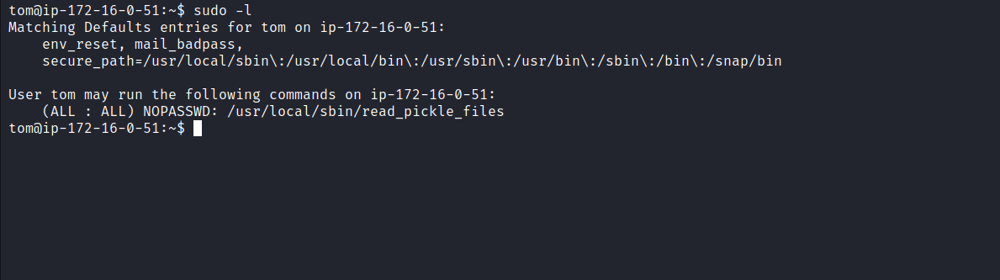 tom@ip-172-16-0-51:~$ sudo -l
Matching Defaults entries for tom on ip-172-16-0-51:
    env_reset, mail_badpass,
    secure_path=/usr/local/sbin\:/usr/local/bin\:/usr/sbin\:/usr/bin\:/sbin\:/bin\:/snap/bin

User tom may run the following commands on ip-172-16-0-51:
    (ALL : ALL) NOPASSWD: /usr/local/sbin/read_pickle_files
tom@ip-172-16-0-51:~$